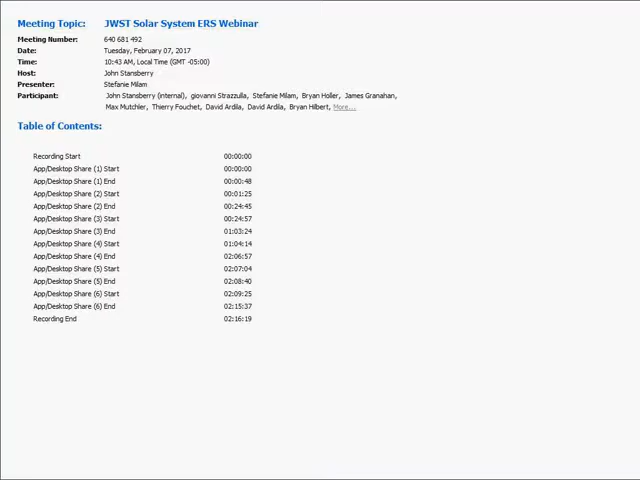 Meeting Topic: JWST Solar System ERS Webinar
Meeting Number: 640 681 492
Date: Tuesday, February 07, 2017
Time: 10:43 AM, Local Time (GMT -05:00)
Host: John Stansberry
Presenter: Stefanie Milam
Participant: John Stansberry (internal), giovanni Strazzulla, Stefanie Milam, Bryan Holler, James Granahan,
Max Mutchler, Thierry Fouchet, David Ardila, David Ardila, Bryan Hilbert, More...
Table of Contents:
Recording Start 00:00:00
App/Desktop Share (1) Start 00:00:00
App/Desktop Share (1) End 00:00:48
App/Desktop Share (2) Start 00:01:25
App/Desktop Share (2) End 00:24:45
App/Desktop Share (3) Start 00:24:57
App/Desktop Share (3) End 01:03:24
App/Desktop Share (4) Start 01:04:14
App/Desktop Share (4) End 02:06:57
App/Desktop Share (5) Start 02:07:04
App/Desktop Share (5) End 02:08:40
App/Desktop Share (6) Start 02:09:25
App/Desktop Share (6) End 02:15:37
Recording End 02:16:19